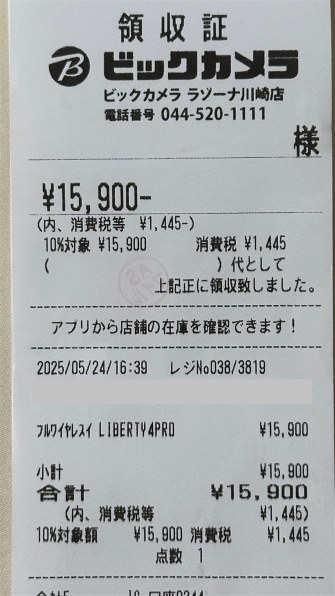 領収証
ビックカメラ
ビックカメラ ラゾーナ川崎店
電話番号 044-520-1111
様
¥15,900-
(内、消費税等 ¥1,445-)
10%対象 ¥15,900 消費税 ¥1,445
( )代として
上記正に領収致しました。
アプリから店舗の在庫を確認できます!
2025/05/24/16:39 レジNo038/3819
フルワイヤレスイ LIBERTY4PRO ¥15,900
小計 ¥15,900
合計 ¥15,900
(内、消費税等 ¥1,445)
10%対象額 ¥15,900 消費税 ¥1,445
点数 1